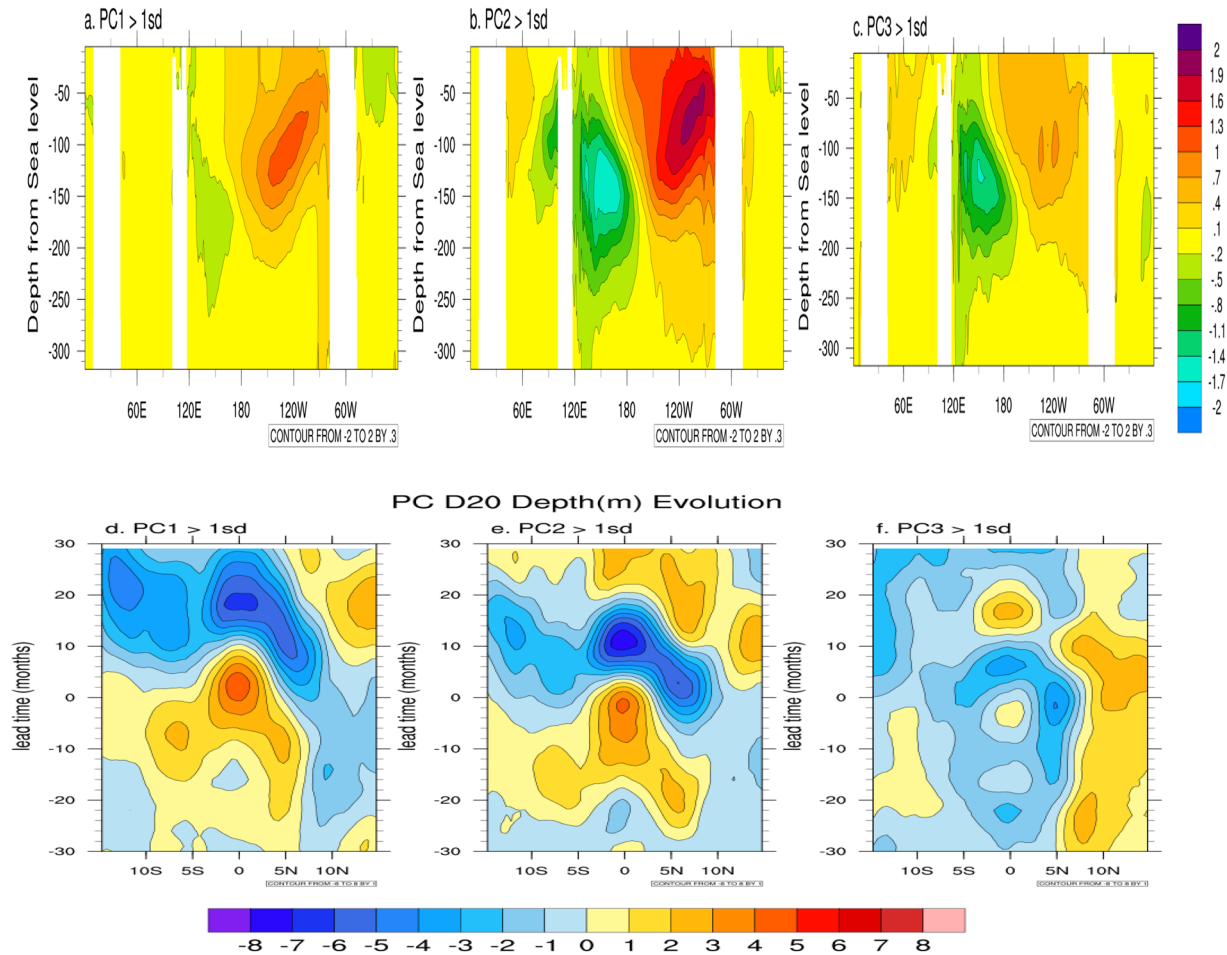 a. PC1 > 1sd
b. PC2 > 1sd
c. PC3 > 1sd
Depth from Sea level
-50
-100
-150
-200
-250
-300
60E 120E 180 120W 60W
CONTOUR FROM -2 TO 2 BY .3
Depth from Sea level
-50
-100
-150
-200
-250
-300
60E 120E 180 120W 60W
CONTOUR FROM -2 TO 2 BY .3
Depth from Sea level
-50
-100
-150
-200
-250
-300
60E 120E 180 120W 60W
CONTOUR FROM -2 TO 2 BY .3
2
1.9
1.6
1.3
1
.7
.4
.1
-.2
-.5
-.8
-1.1
-1.4
-1.7
-2
PC D20 Depth(m) Evolution
d. PC1 > 1sd
e. PC2 > 1sd
f. PC3 > 1sd
lead time (months)
30
20
10
0
-10
-20
-30
10S 5S 0 5N 10N
CONTOUR FROM -8 TO 8 BY 1
lead time (months)
30
20
10
0
-10
-20
-30
10S 5S 0 5N 10N
CONTOUR FROM -8 TO 8 BY 1
lead time (months)
30
20
10
0
-10
-20
-30
10S 5S 0 5N 10N
CONTOUR FROM -8 TO 8 BY 1
-8 -7 -6 -5 -4 -3 -2 -1 0 1 2 3 4 5 6 7 8